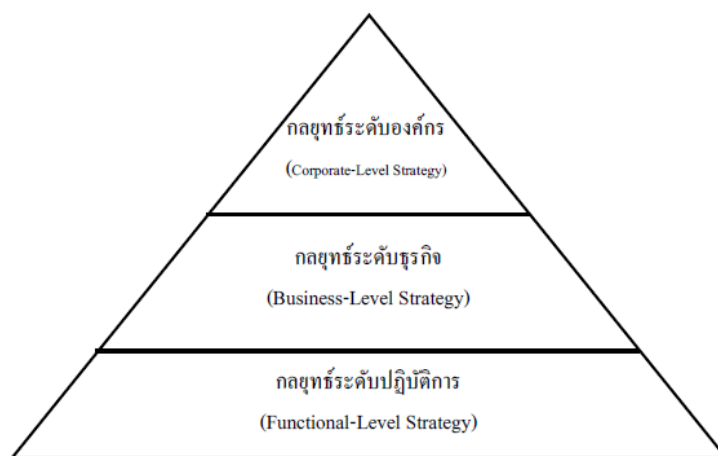 กลยุทธ์ระดับองค์กร
(Corporate-Level Strategy)
กลยุทธ์ระดับธุรกิจ
(Business-Level Strategy)
กลยุทธ์ระดับปฏิบัติการ
(Functional-Level Strategy)